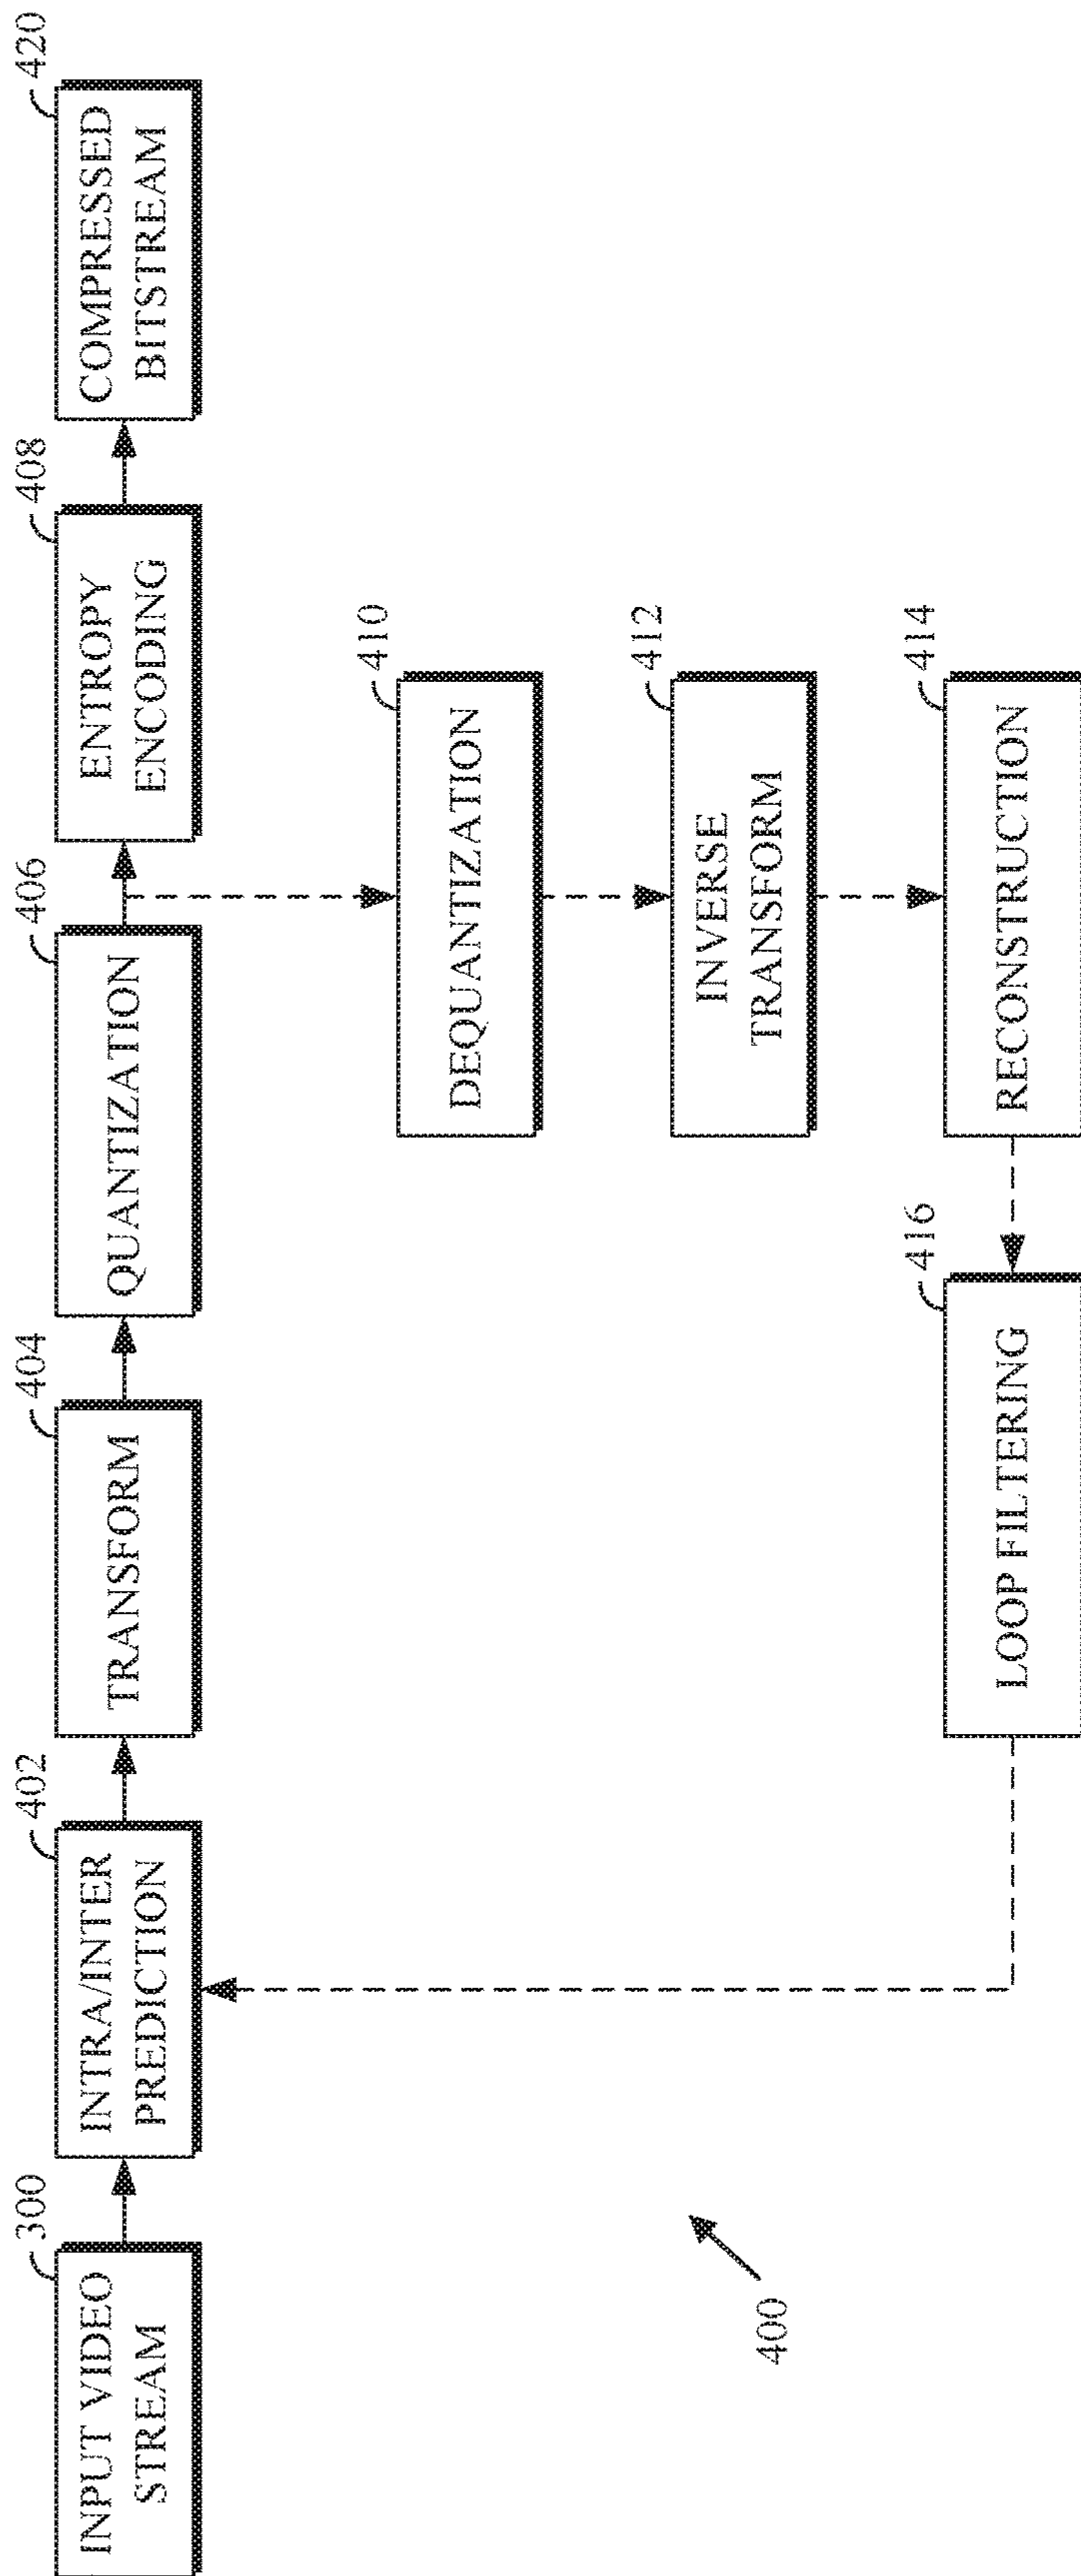 300
INPUT VIDEO
STREAM
402
INTRA/INTER
PREDICTION
404
TRANSFORM
406
QUANTIZATION
408
ENTROPY
ENCODING
420
COMPRESSED
BITSTREAM
410
DEQUANTIZATION
412
INVERSE
TRANSFORM
414
RECONSTRUCTION
416
LOOP FILTERING
400